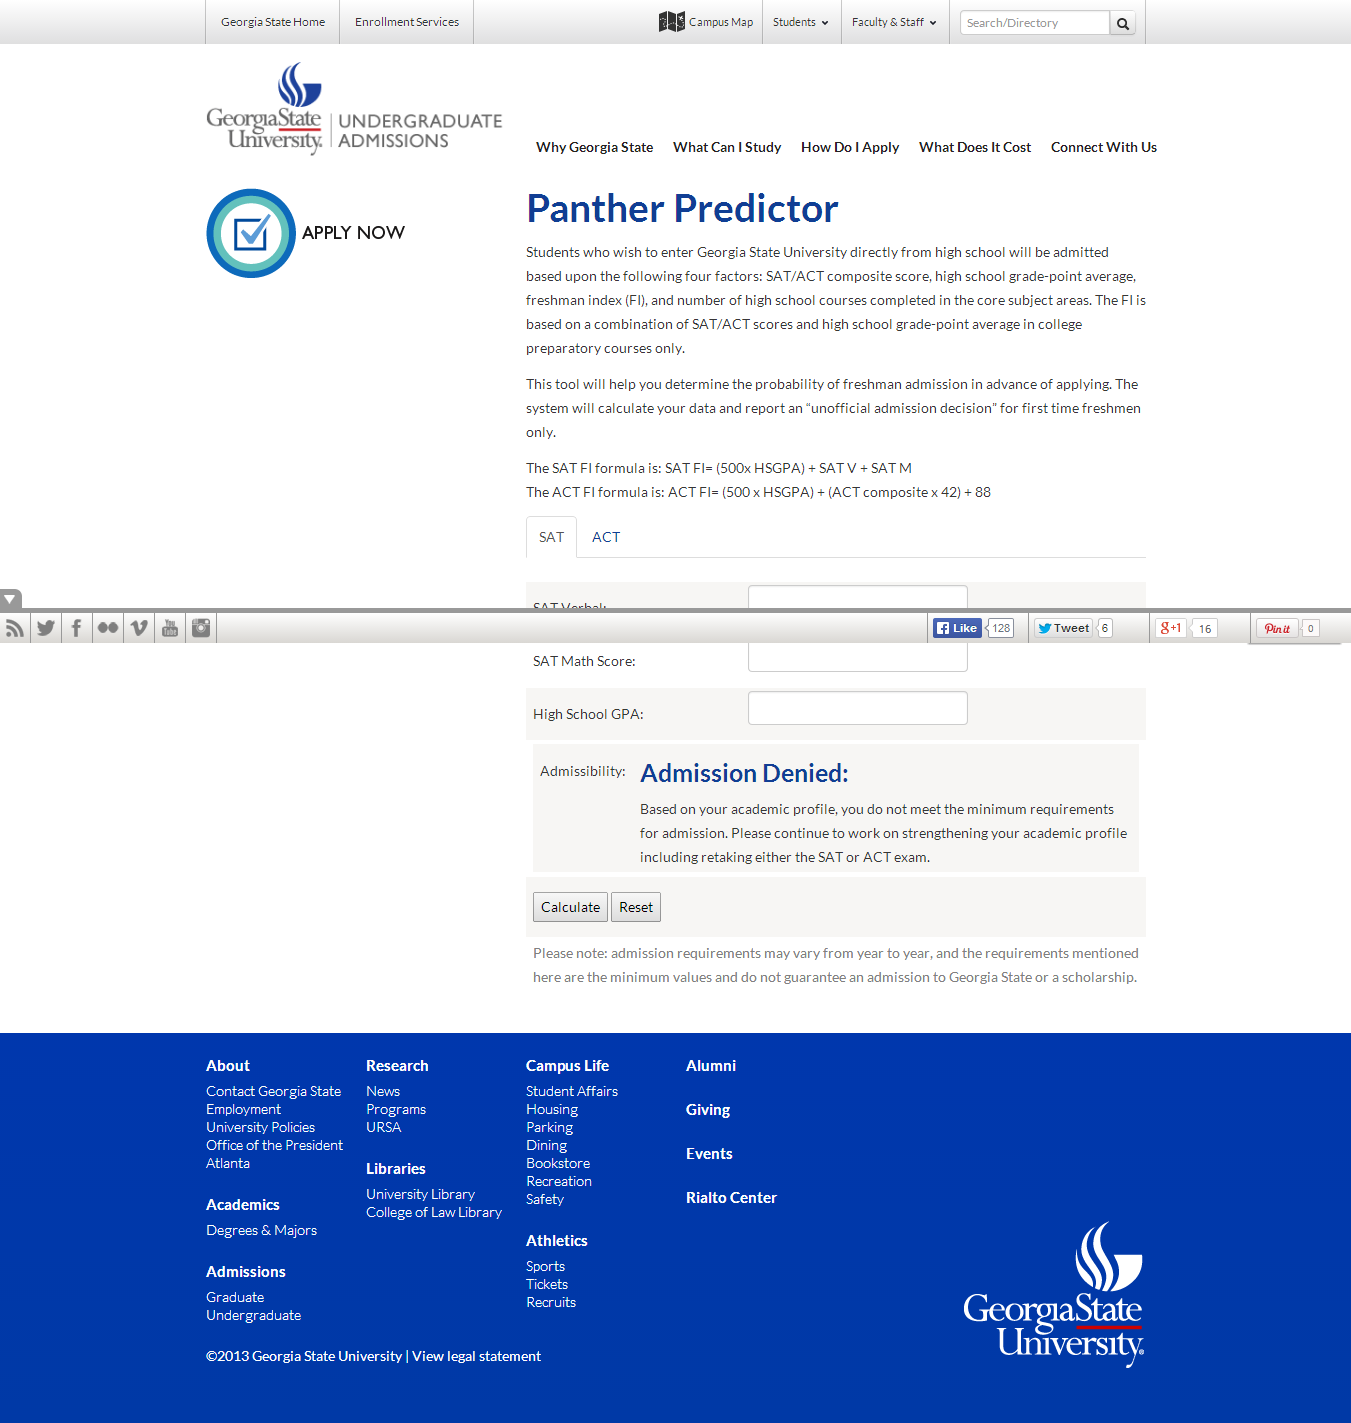 Georgia State Home
Enrollment Services
Campus Map
Students
Faculty & Staff
Search/Directory
GeorgiaState
University.
UNDERGRADUATE
ADMISSIONS
Why Georgia State
What Can I Study
How Do I Apply
What Does It Cost
Connect With Us
APPLY NOW
Panther Predictor
Students who wish to enter Georgia State University directly from high school will be admitted
based upon the following four factors: SAT/ACT composite score, high school grade-point average,
freshman index (FI), and number of high school courses completed in the core subject areas. The FI is
based on a combination of SAT/ACT scores and high school grade-point average in college
preparatory courses only.
This tool will help you determine the probability of freshman admission in advance of applying. The
system will calculate your data and report an “unofficial admission decision” for first time freshmen
only.
The SAT FI formula is: SAT FI= (500x HSGPA) + SAT V + SAT M
The ACT FI formula is: ACT FI= (500 x HSGPA) + (ACT composite x 42) + 88
SAT
ACT
SAT Verbal:
You Tube
Like
128
Tweet
6
g+1
16
Pin it
0
SAT Math Score:
High School GPA:
Admissibility:
Admission Denied:
Based on your academic profile, you do not meet the minimum requirements
for admission. Please continue to work on strengthening your academic profile
including retaking either the SAT or ACT exam.
Calculate
Reset
Please note: admission requirements may vary from year to year, and the requirements mentioned
here are the minimum values and do not guarantee an admission to Georgia State or a scholarship.
About
Contact Georgia State
Employment
University Policies
Office of the President
Atlanta
Academics
Degrees & Majors
Admissions
Graduate
Undergraduate
Research
News
Programs
URSA
Libraries
University Library
College of Law Library
Campus Life
Student Affairs
Housing
Parking
Dining
Bookstore
Recreation
Safety
Athletics
Sports
Tickets
Recruits
Alumni
Giving
Events
Rialto Center
GeorgiaState
University.
©2013 Georgia State University | View legal statement